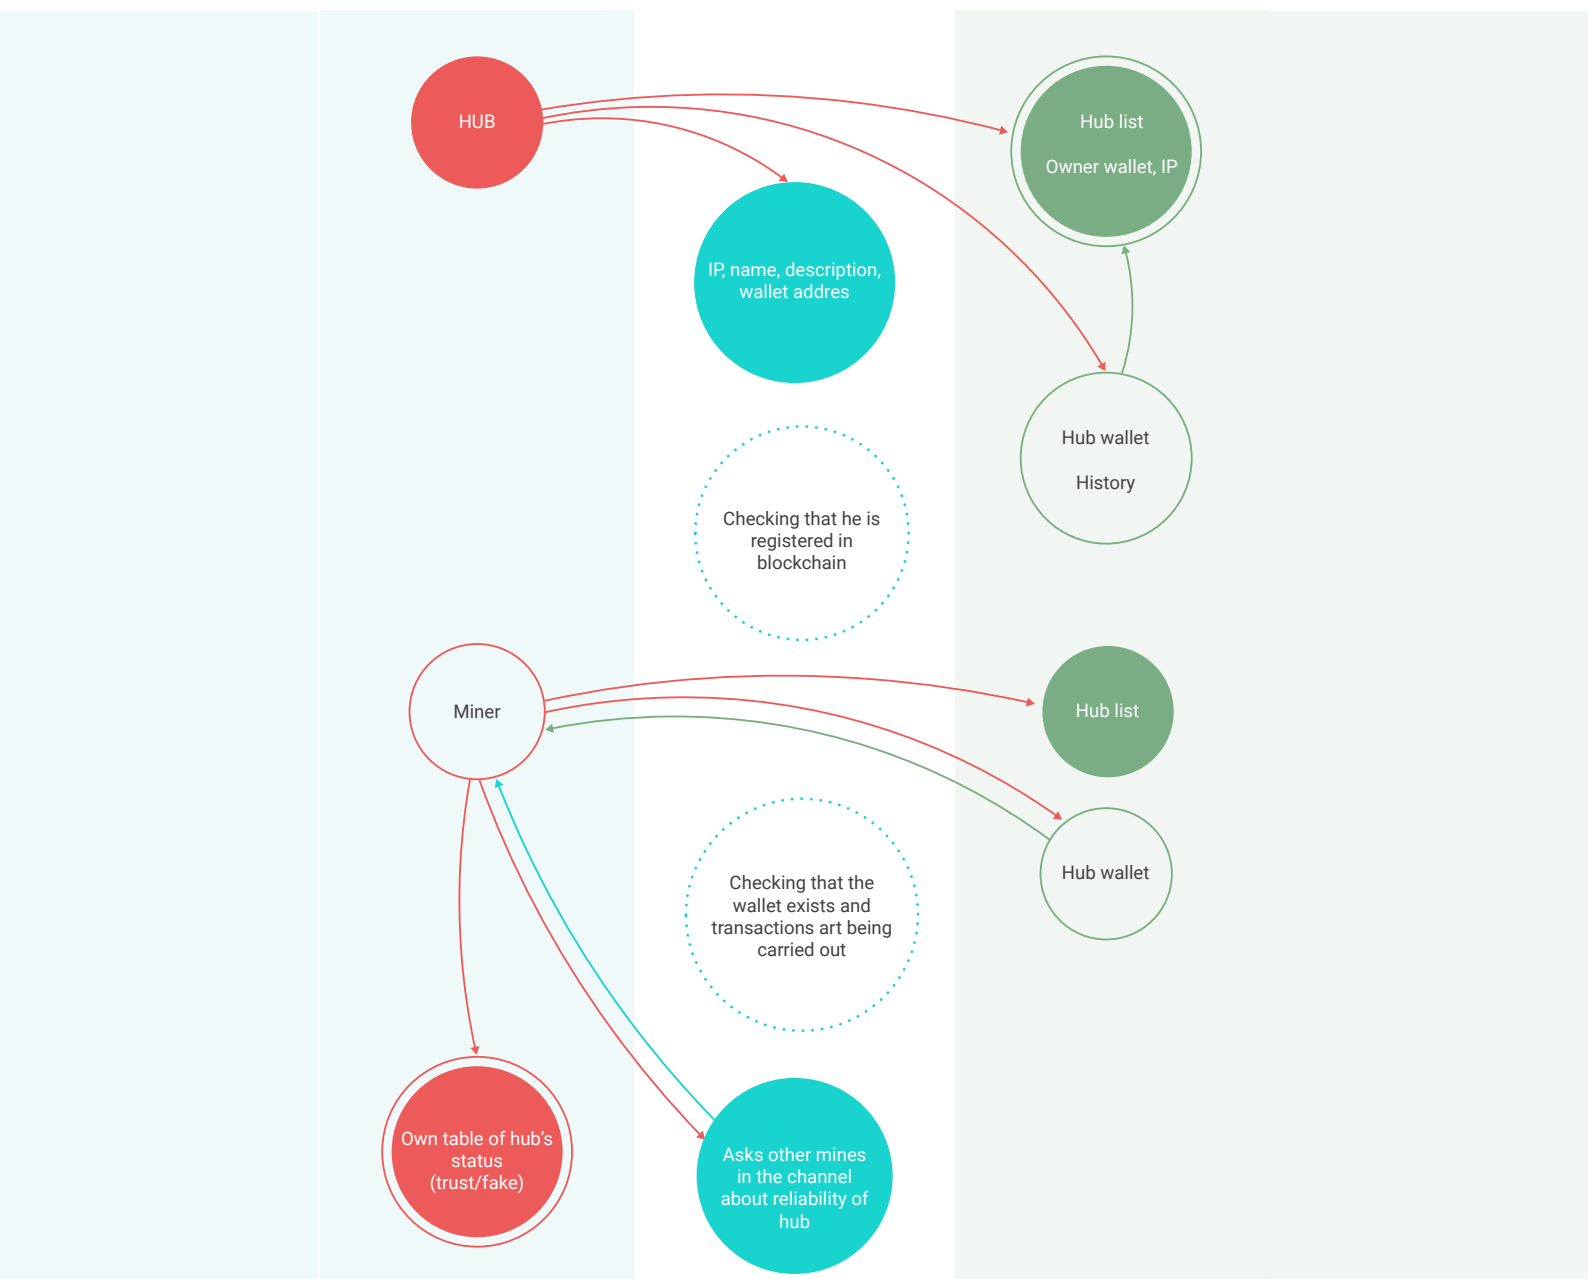 HUB
Hub list
Owner wallet, IP
IP, name, description,
wallet addres
Hub wallet
History
Checking that he is
registered in
blockchain
Miner
Hub list
Hub wallet
Checking that the
wallet exists and
transactions art being
carried out
Own table of hub’s
status
(trust/fake)
Asks other mines
in the channel
about reliability of
hub